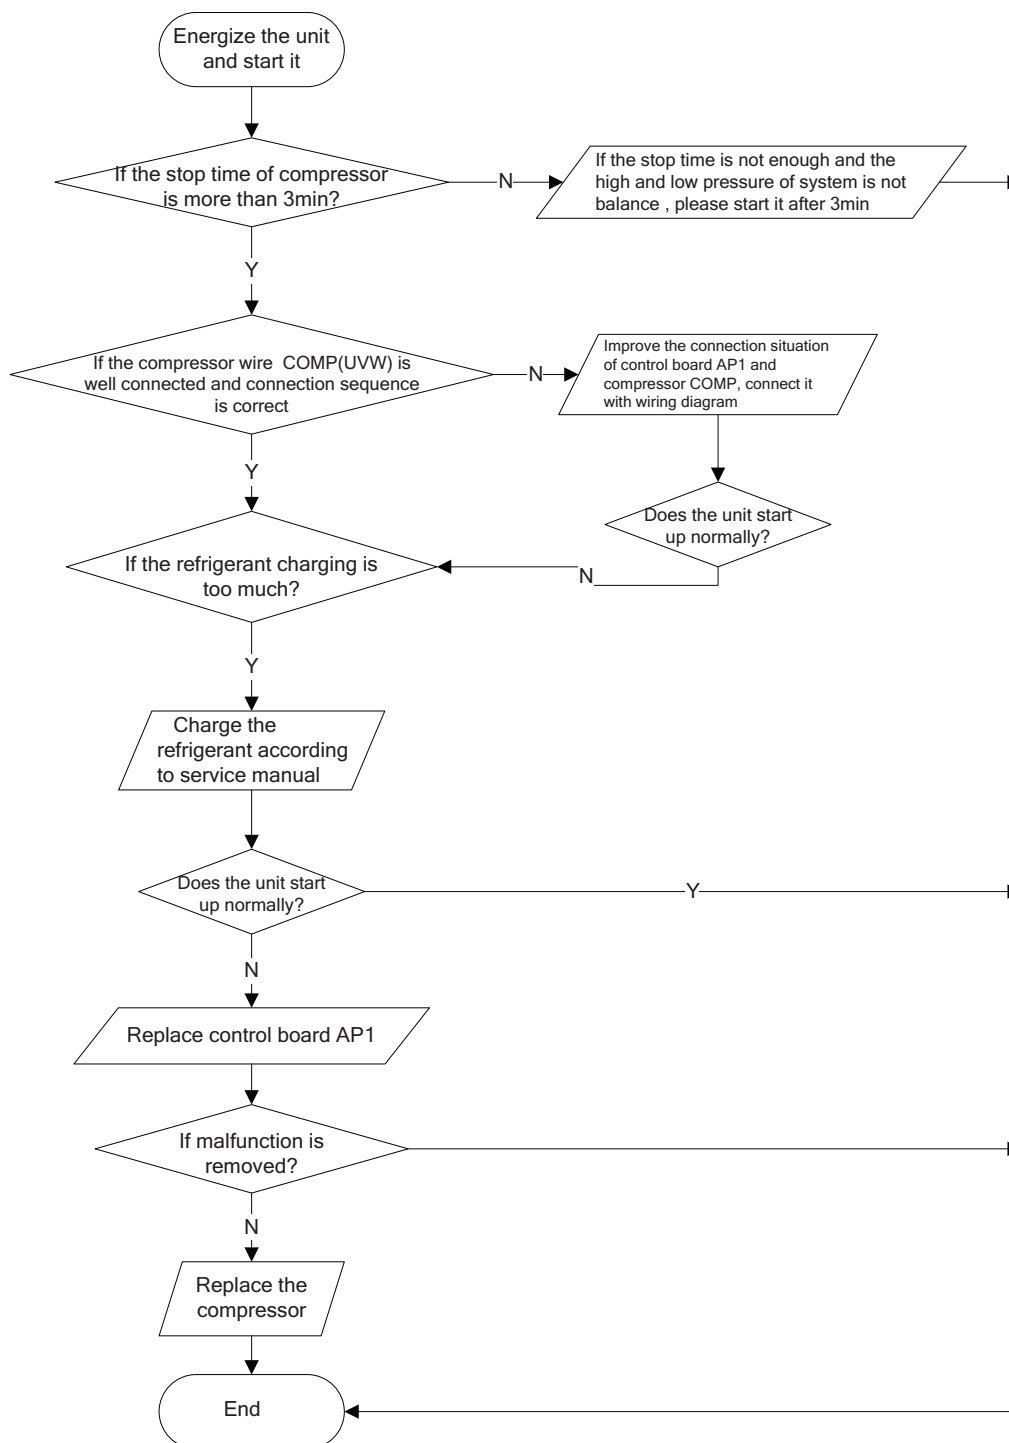 Energize the unit
and start it
If the stop time of compressor
is more than 3min?
N
If the stop time is not enough and the
high and low pressure of system is not
balance , please start it after 3min
Y
If the compressor wire COMP(UVW) is
well connected and connection sequence
is correct
N
Improve the connection situation
of control board AP1 and
compressor COMP, connect it
with wiring diagram
Y
Does the unit start
up normally?
If the refrigerant charging is
too much?
N
Y
Charge the
refrigerant according
to service manual
Does the unit start
up normally?
Y
N
Replace control board AP1
If malfunction is
removed?
N
Replace the
compressor
End